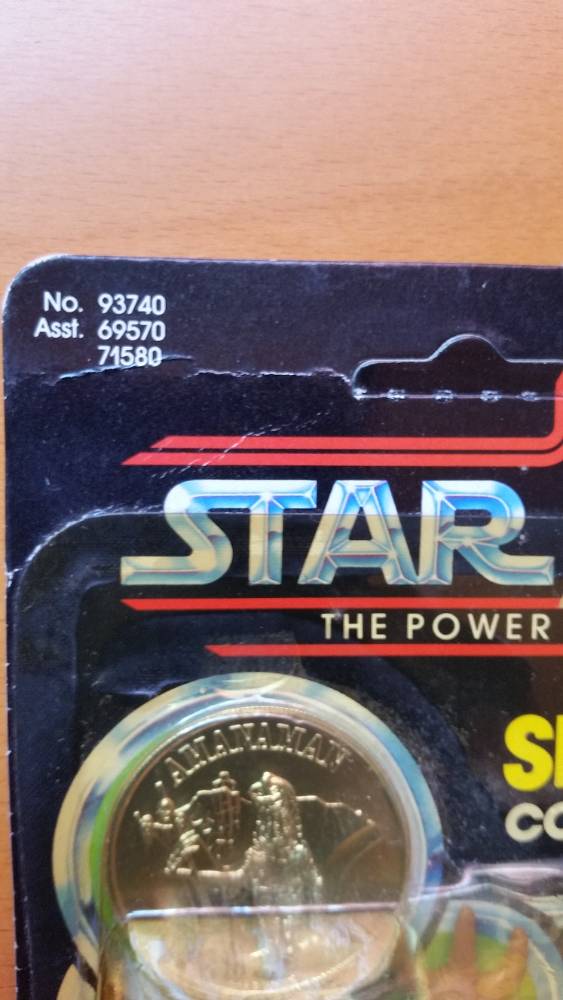 No. 93740
Asst. 69570
71580
STAR
THE POWER
AMANAMAN